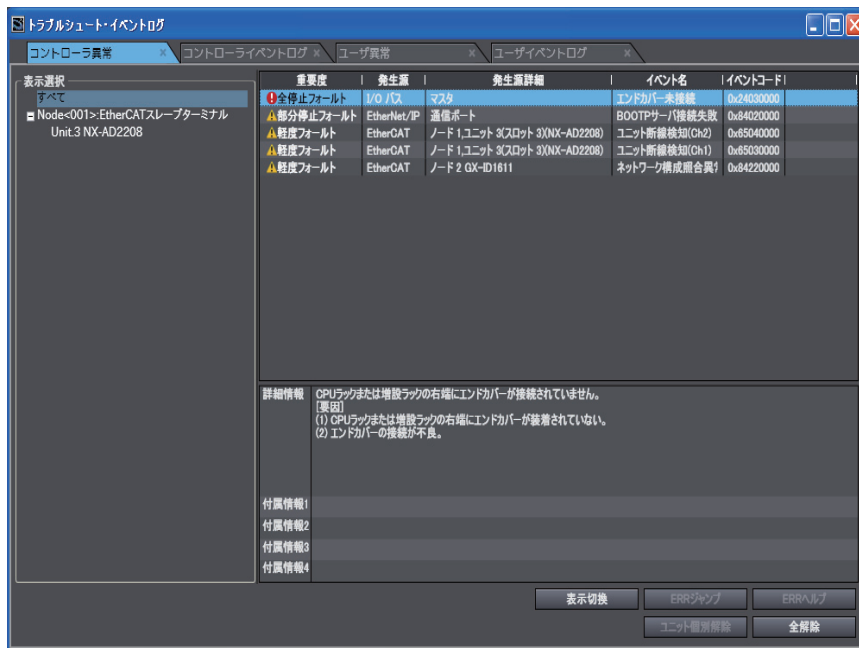 トラブルシュート・イベントログ
コントローラ異常 × コントローライベントログ × ユーザ異常 × ユーザイベントログ ×
表示選択
すべて
Node<001>:EtherCATスレーブターミナル
Unit.3 NX-AD2208
重要度 発生源 発生源詳細 イベント名 イベントコード
全停止フォールト I/O バス マスタ エンドカバー未接続 0x24030000
部分停止フォールト EtherNet/IP 通信ポート BOOTPサーバ接続失敗 0x84020000
軽度フォールト EtherCAT ノード 1,ユニット 3(スロット 3)(NX-AD2208) ユニット断線検知(Ch2) 0x65040000
軽度フォールト EtherCAT ノード 1,ユニット 3(スロット 3)(NX-AD2208) ユニット断線検知(Ch1) 0x65030000
軽度フォールト EtherCAT ノード 2 GX-ID1611 ネットワーク構成照合異 0x84220000
詳細情報 CPUラックまたは増設ラックの右端にエンドカバーが接続されていません。
[要因]
(1) CPUラックまたは増設ラックの右端にエンドカバーが装着されていない。
(2) エンドカバーの接続が不良。
付属情報1
付属情報2
付属情報3
付属情報4
表示切換 ERRジャンプ ERRヘルプ
ユニット個別解除 全解除